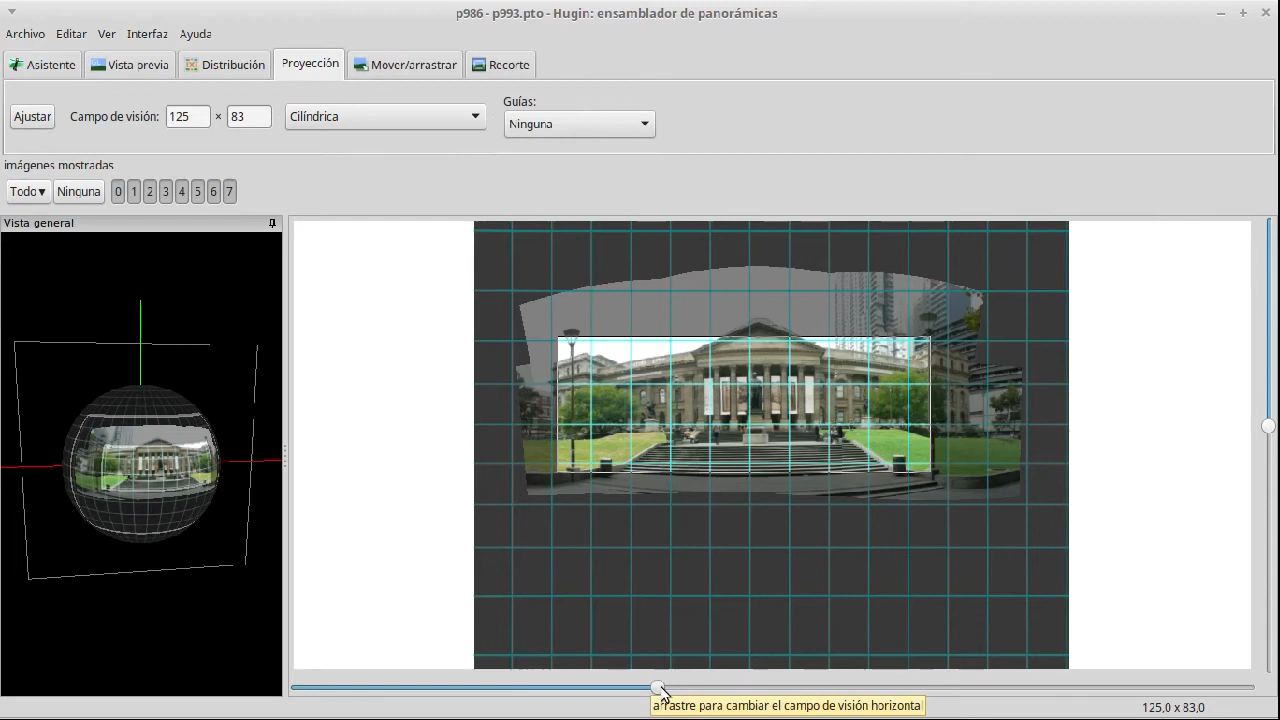 p986 - p993.pto - Hugin: ensamblador de panorámicas
Archivo Editar Ver Interfaz Ayuda
Asistente Vista previa Distribución Proyección Mover/arrastrar Recorte
Guías:
Ajustar Campo de visión: 125 × 83 Cilíndrica Ninguna
imágenes mostradas
Todo Ninguna 0 1 2 3 4 5 6 7
Vista general
arrastre para cambiar el campo de visión horizontal
125,0 x 83,0